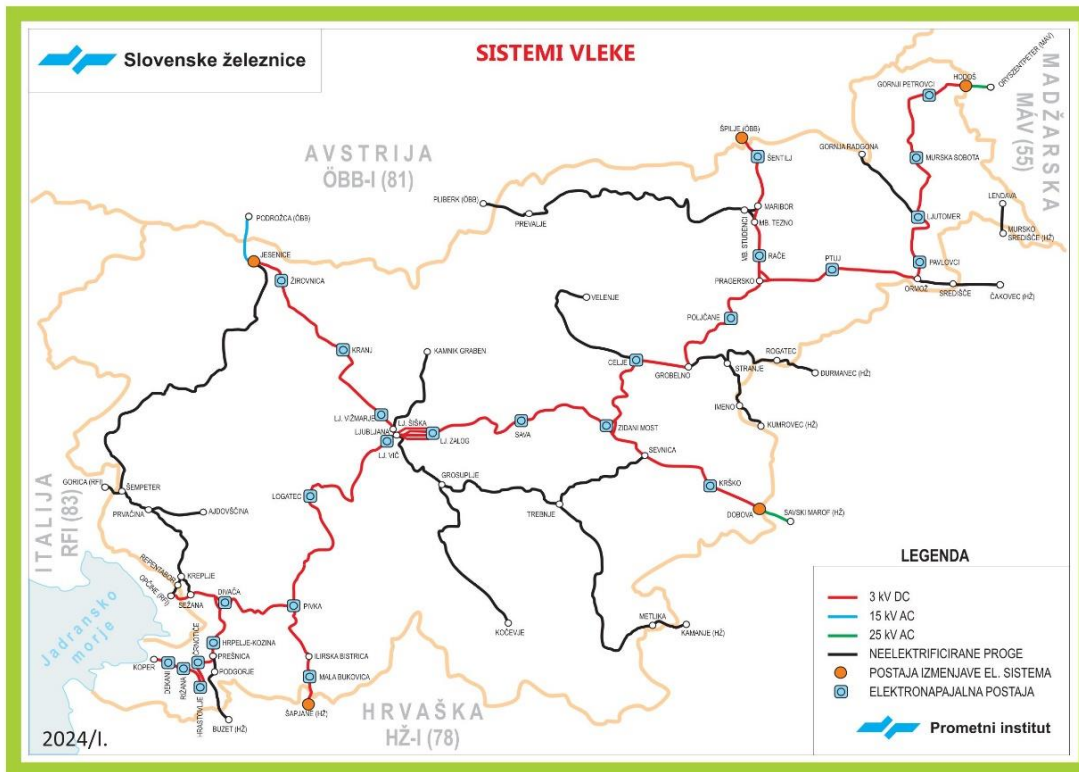 Slovenske železnice
SISTEMI VLEKE
AVSTRIJA
ÖBB-I (81)
MADŽARSKA
MÁV (55)
ITALIJA
RFI (83)
HRVAŠKA
HŽ-I (78)
Jadransko
morje
ORYSZENTPETER (MAV)
HODOŠ
GORNJI PETROVCI
ŠPILJE (ÖBB)
ŠENTILJ
GORNJA RADGONA
MURSKA SOBOTA
LENDAVA
PLIBERK (ÖBB)
PREVALJE
MARIBOR
MB. TEZNO
MB. STUDENCI
LJUTOMER
MURSKO
SREDIŠČE (HŽ)
PODROŽCA (ÖBB)
JESENICE
ŽIROVNICA
RAČE
PTUJ
PAVLOVCI
PRAGERSKO
ORMOŽ
SREDIŠČE
ČAKOVEC (HŽ)
VELENJE
POLJČANE
KRANJ
KAMNIK GRABEN
CELJE
GROBELNO
STRANJE
ROGATEC
ĐURMANEC (HŽ)
IMENO
KUMROVEC (HŽ)
LJ. VIŽMARJE
LJ. ŠIŠKA
LJUBLJANA
LJ. VIČ
LJ. ZALOG
SAVA
ZIDANI MOST
SEVNICA
GROSUPLJE
KRŠKO
DOBOVA
SAVSKI MAROF (HŽ)
GORICA (RFI)
ŠEMPETER
PRVAČINA
AJDOVŠČINA
LOGATEC
TREBNJE
REPENTABOR
KREPLJE
OPČINE (RFI)
SEŽANA
DIVAČA
PIVKA
KOČEVJE
METLIKA
KAMANJE (HŽ)
HRPELJE-KOZINA
ČRNOTIČE
PREŠNICA
KOPER
DEKANI
RIŽANA
HRASTOVLJE
PODGORJE
BUZET (HŽ)
ILIRSKA BISTRICA
MALA BUKOVICA
ŠAPJANE (HŽ)
LEGENDA
3 kV DC
15 kV AC
25 kV AC
NEELEKTRIFICIRANE PROGE
POSTAJA IZMENJAVE EL. SISTEMA
ELEKTRONAPAJALNA POSTAJA
Prometni institut
2024/I.